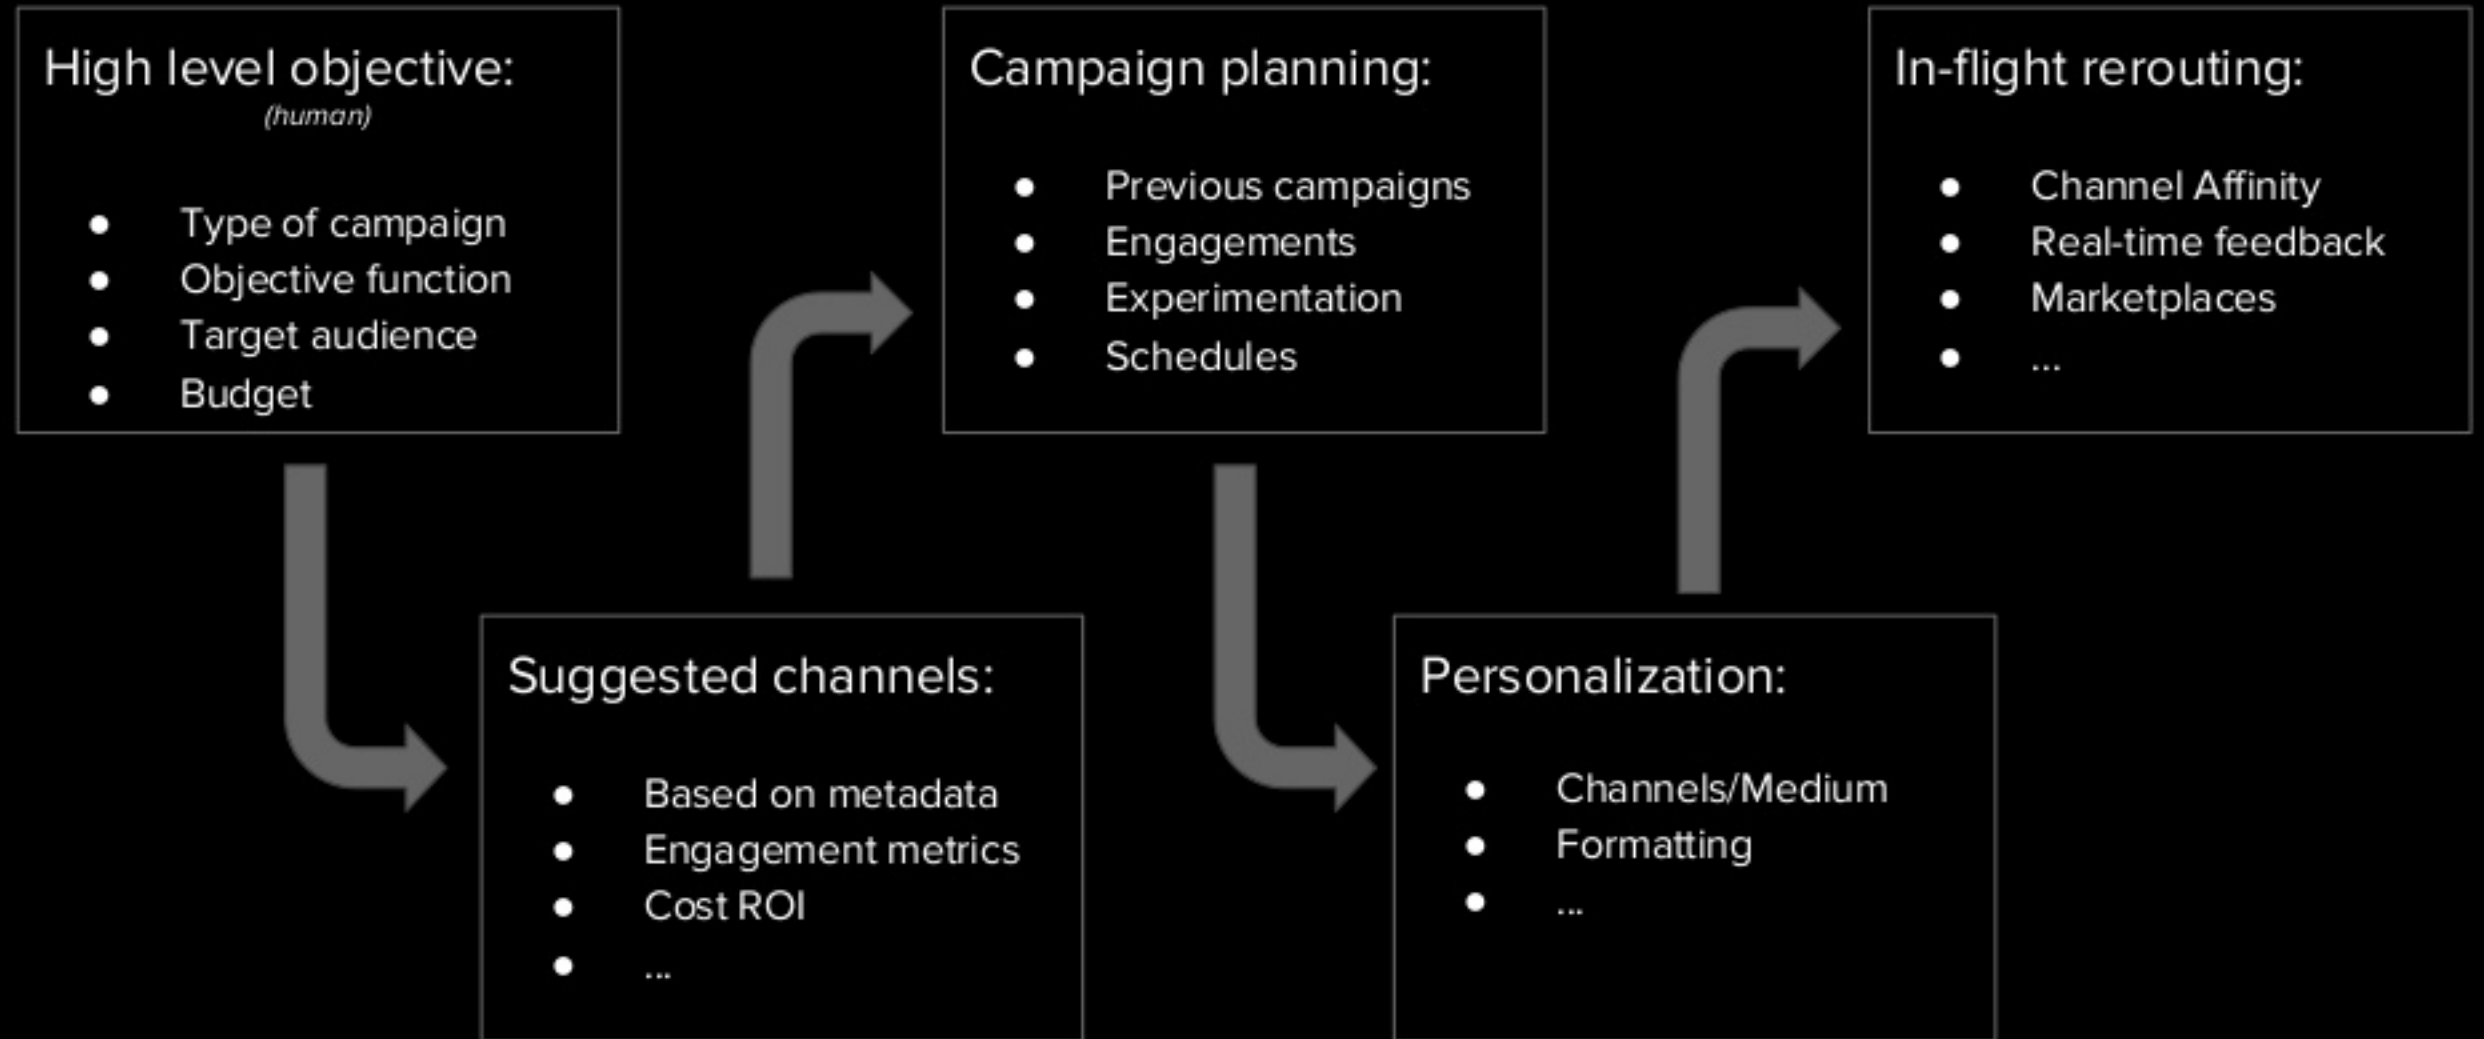 High level objective:
(human)
● Type of campaign
● Objective function
● Target audience
● Budget
Suggested channels:
● Based on metadata
● Engagement metrics
● Cost ROI
● ...
Campaign planning:
● Previous campaigns
● Engagements
● Experimentation
● Schedules
Personalization:
● Channels/Medium
● Formatting
● ...
In-flight rerouting:
● Channel Affinity
● Real-time feedback
● Marketplaces
● ...